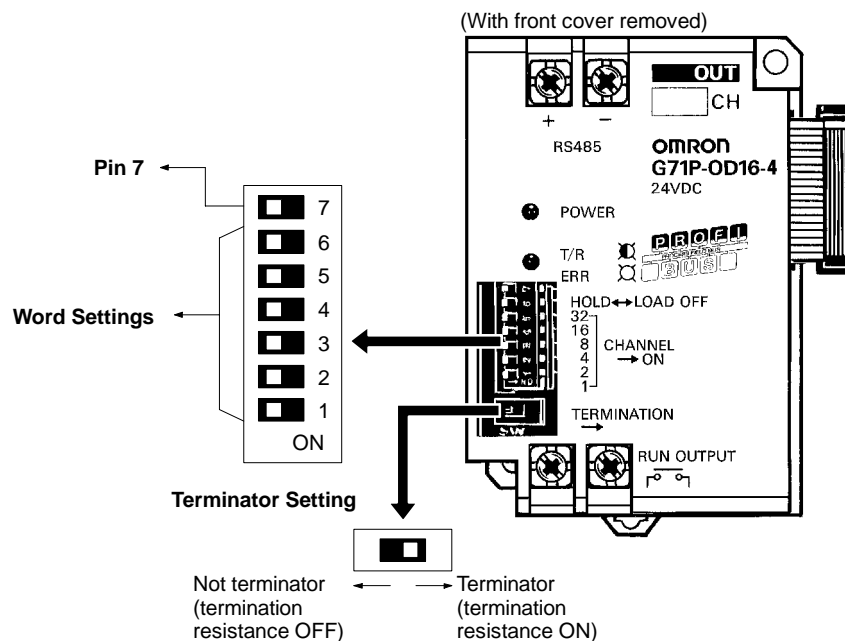 (With front cover removed)
OUT
CH
+ −
RS485
OMRON
G71P-OD16-4
24VDC
POWER
T/R
ERR
PROFI
BUS
HOLD↔LOAD OFF
32
16
8
4
2
1
CHANNEL
→ ON
TERMINATION
→
RUN OUTPUT
Pin 7
7
6
5
4
3
2
1
ON
Word Settings
Terminator Setting
Not terminator
(termination
resistance OFF)
Terminator
(termination
resistance ON)